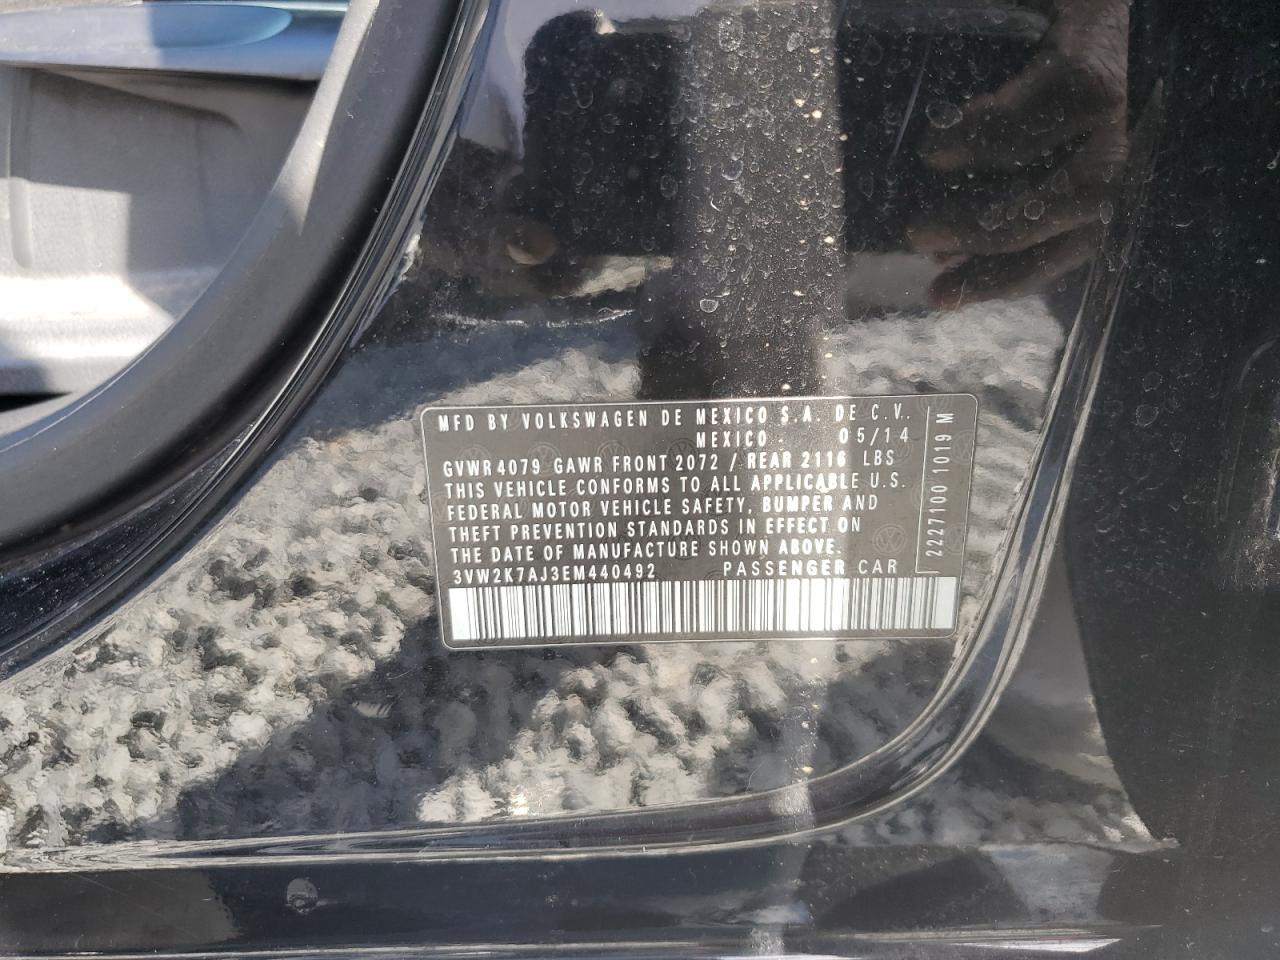 MFD BY VOLKSWAGEN DE MEXICO S.A. DE C.V.
MEXICO - 05/14
GVWR 4079 GAWR FRONT 2072 / REAR 2116 LBS
THIS VEHICLE CONFORMS TO ALL APPLICABLE U.S.
FEDERAL MOTOR VEHICLE SAFETY, BUMPER AND
THEFT PREVENTION STANDARDS IN EFFECT ON
THE DATE OF MANUFACTURE SHOWN ABOVE.
3VW2K7AJ3EM440492 PASSENGER CAR
2227100 1019 M